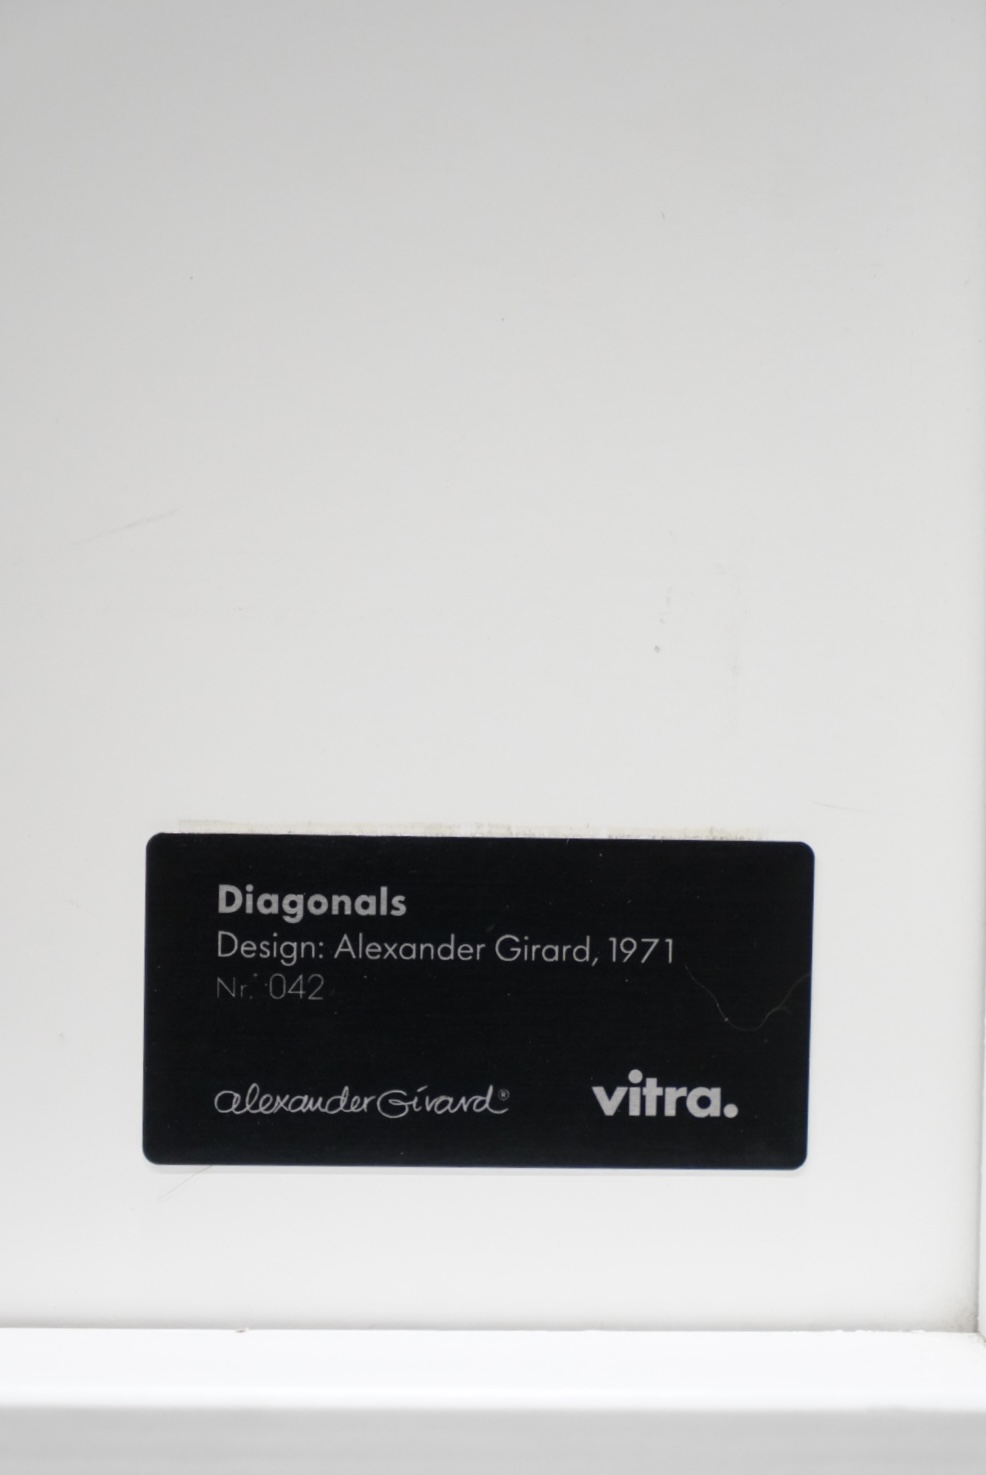 Diagonals
Design: Alexander Girard, 1971
Nr. 042
alexander Girard®
vitra.